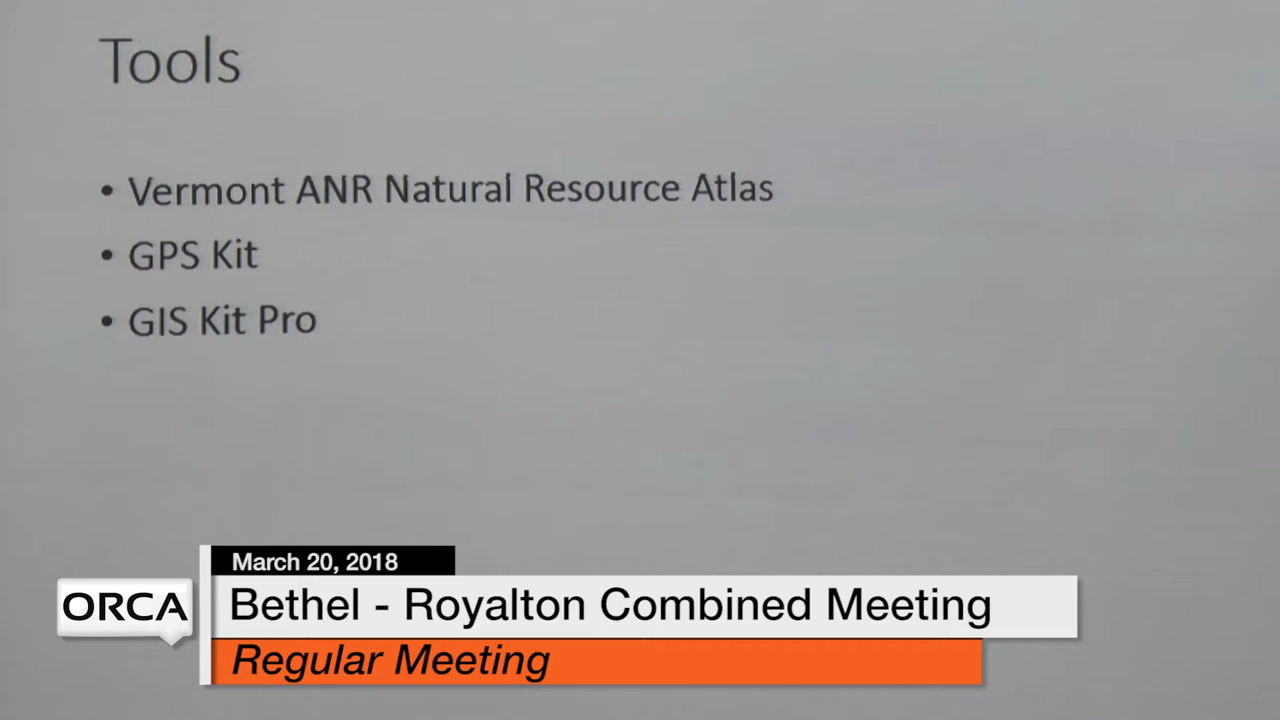 Tools
• Vermont ANR Natural Resource Atlas
• GPS Kit
• GIS Kit Pro
March 20, 2018
ORCA
Bethel - Royalton Combined Meeting
Regular Meeting